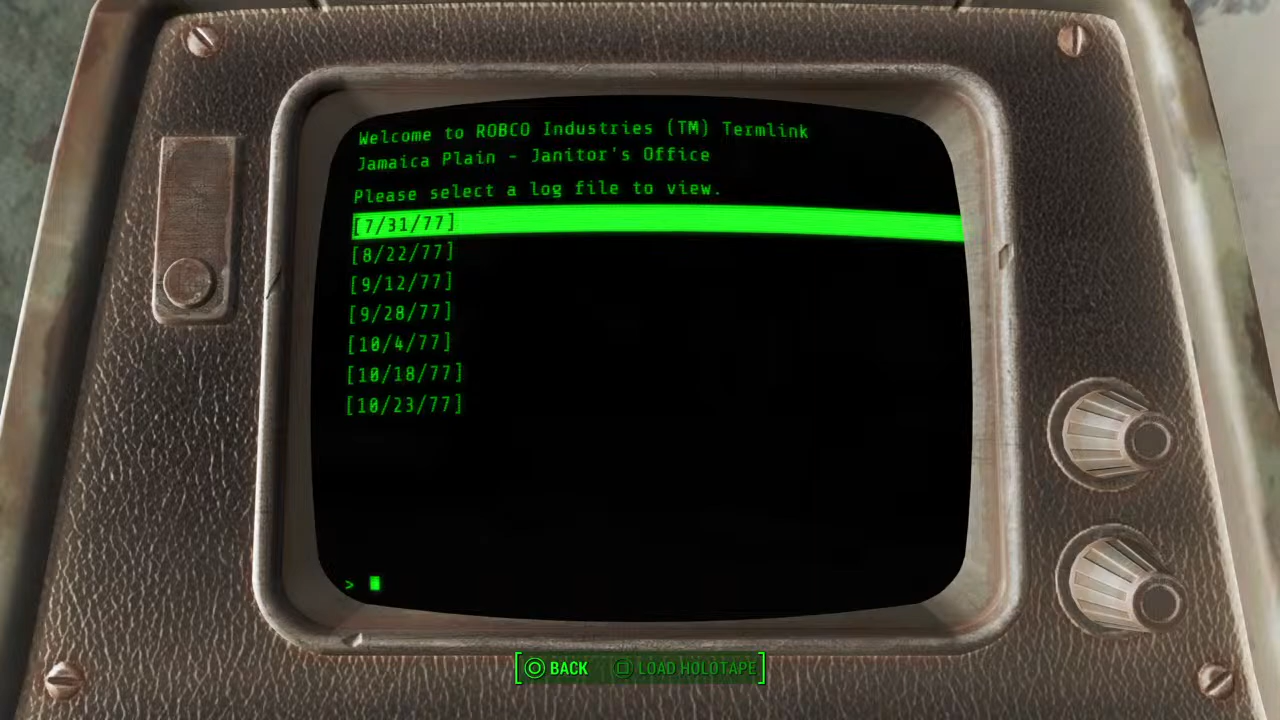 Welcome to ROBCO Industries (TM) Termlink
Jamaica Plain - Janitor's Office
Please select a log file to view.
[7/31/77]
[8/22/77]
[9/12/77]
[9/28/77]
[10/4/77]
[10/18/77]
[10/23/77]
>
BACK LOAD HOLOTAPE